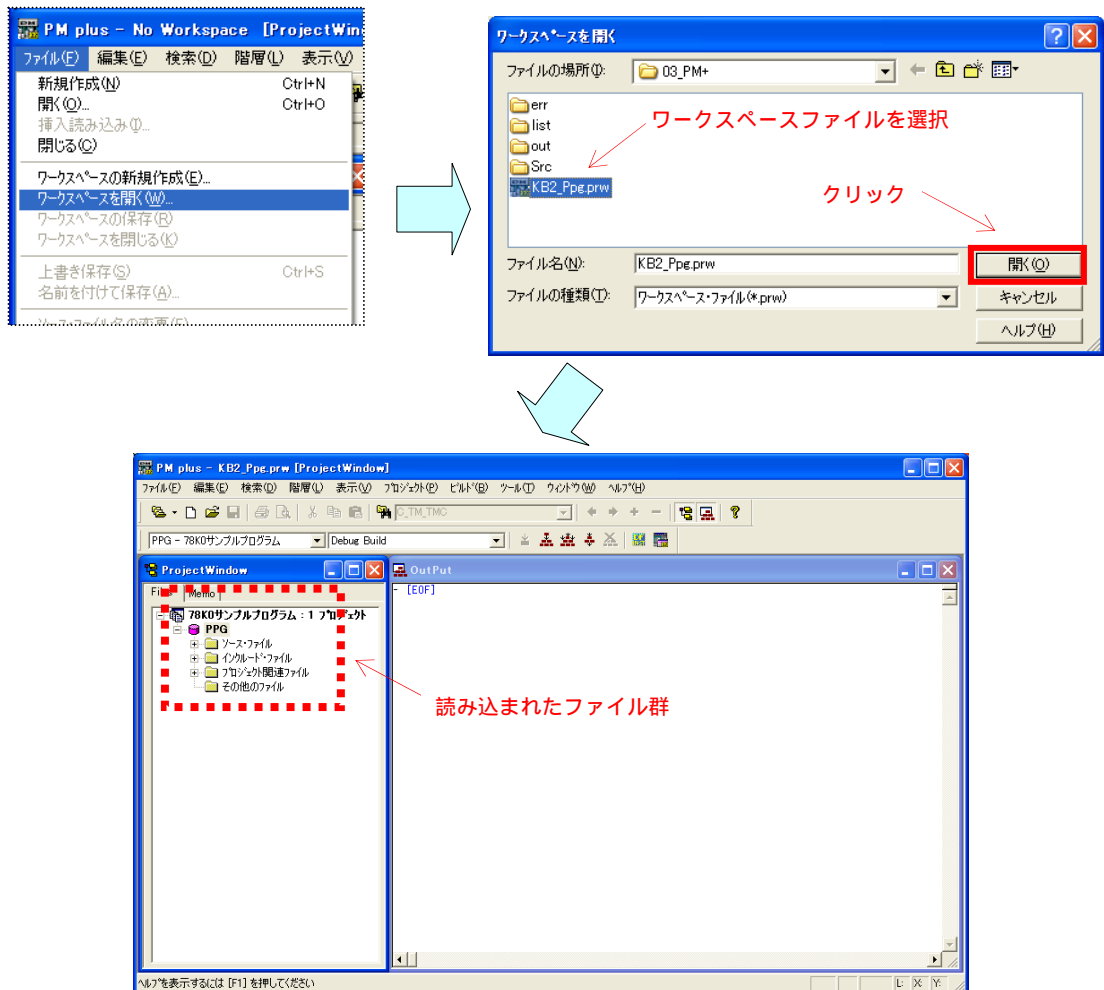 PM plus - No Workspace [ProjectWin
ファイル(F) 編集(E) 検索(D) 階層(L) 表示(V)
新規作成(N) Ctrl+N
開く(O)... Ctrl+O
挿入読み込み(I)...
閉じる(C)
ワークスペースの新規作成(E)...
ワークスペースを開く(W)...
ワークスペースの保存(R)
ワークスペースを閉じる(K)
上書き保存(S) Ctrl+S
名前を付けて保存(A)...
ワークスペースを開く
ファイルの場所(I): 03_PM+
err
list
out
Src
KB2_Ppg.prw
ワークスペースファイルを選択
クリック
ファイル名(N): KB2_Ppg.prw 開く(O)
ファイルの種類(T): ワークスペース・ファイル(*.prw) キャンセル
ヘルプ(H)
PM plus - KB2_Ppg.prw [ProjectWindow]
ファイル(F) 編集(E) 検索(D) 階層(L) 表示(V) プロジェクト(P) ビルド(B) ツール(T) ウィンドウ(W) ヘルプ(H)
C_TM_TMC
PPG - 78K0サンプルプログラム Debug Build
ProjectWindow
Files Memo
78K0サンプルプログラム : 1 プロジェクト
PPG
ソース・ファイル
インクルード・ファイル
プロジェクト関連ファイル
その他のファイル
OutPut
- [EOF]
読み込まれたファイル群
ヘルプを表示するには [F1] を押してください L: X Y: